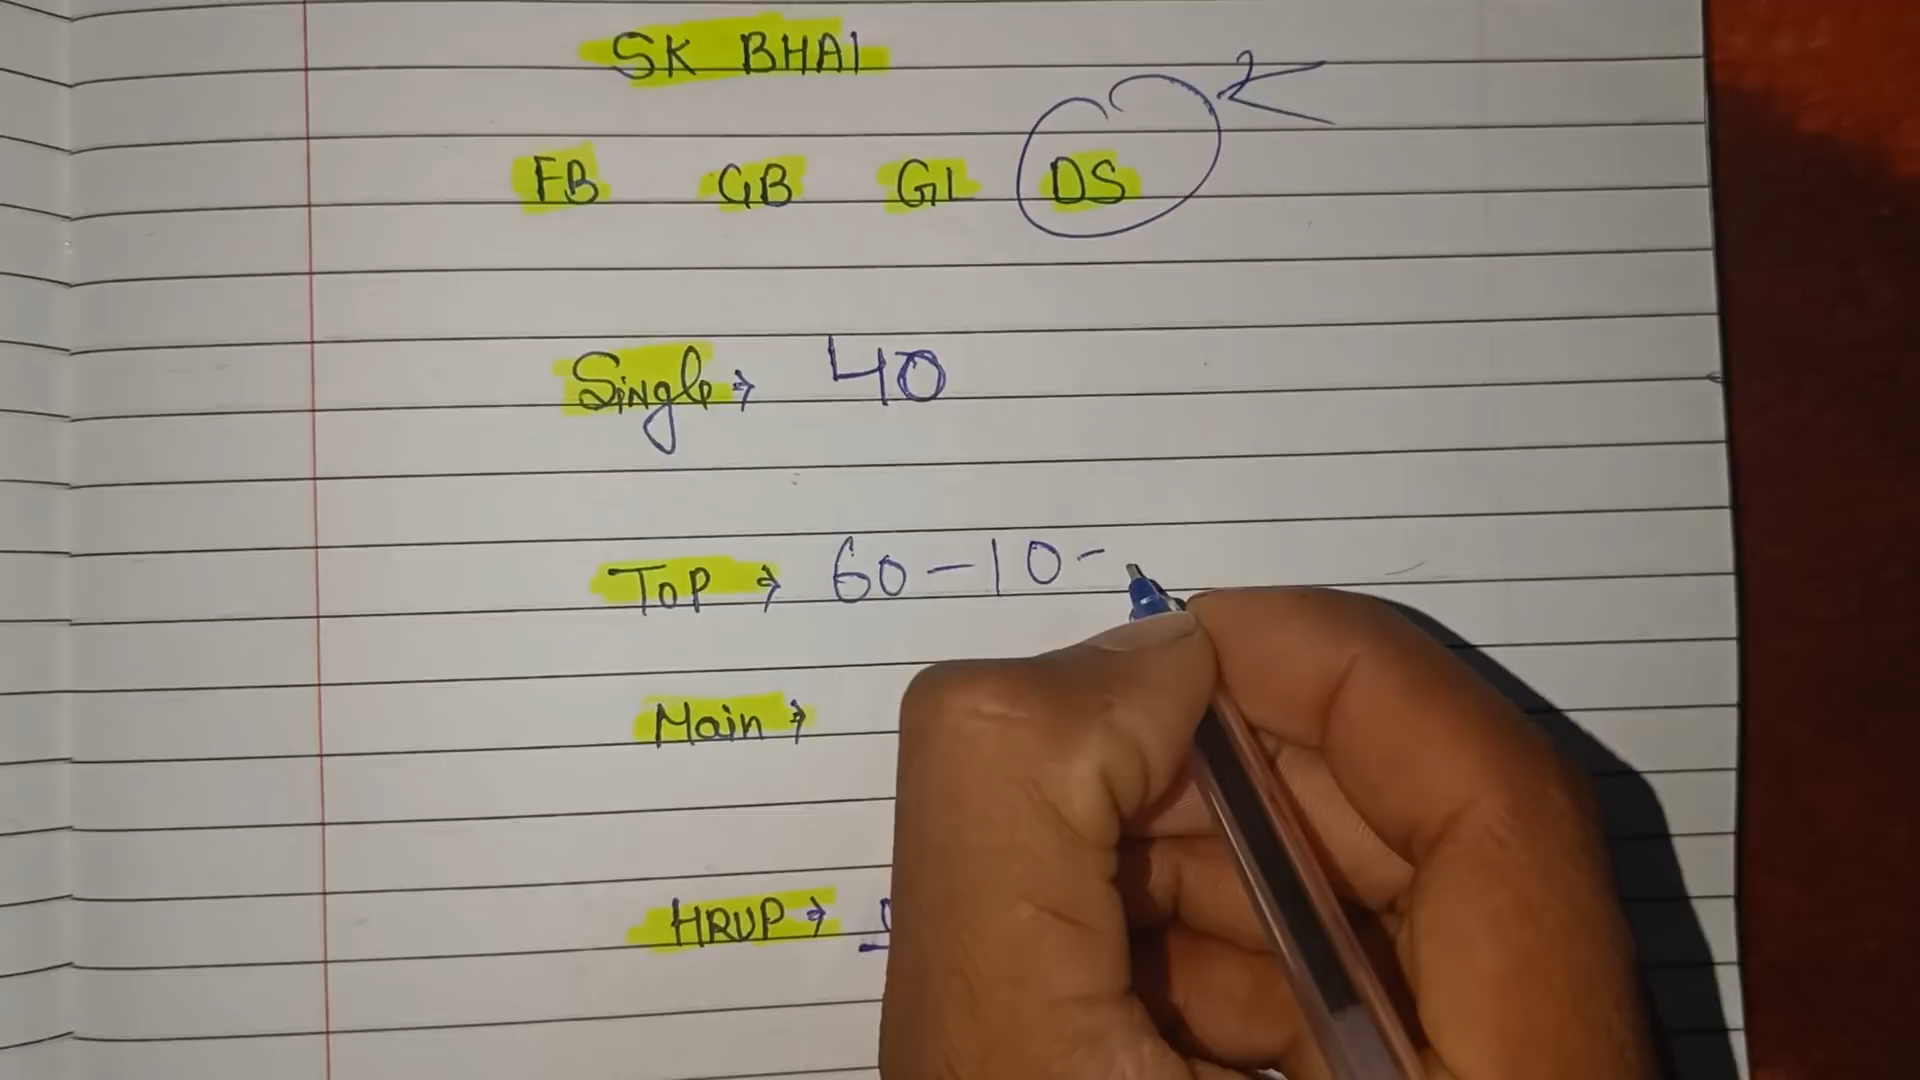 SK BHAI
FB GB GL DS
Single → 40
TOP → 60-10-
Main →
HRUP →